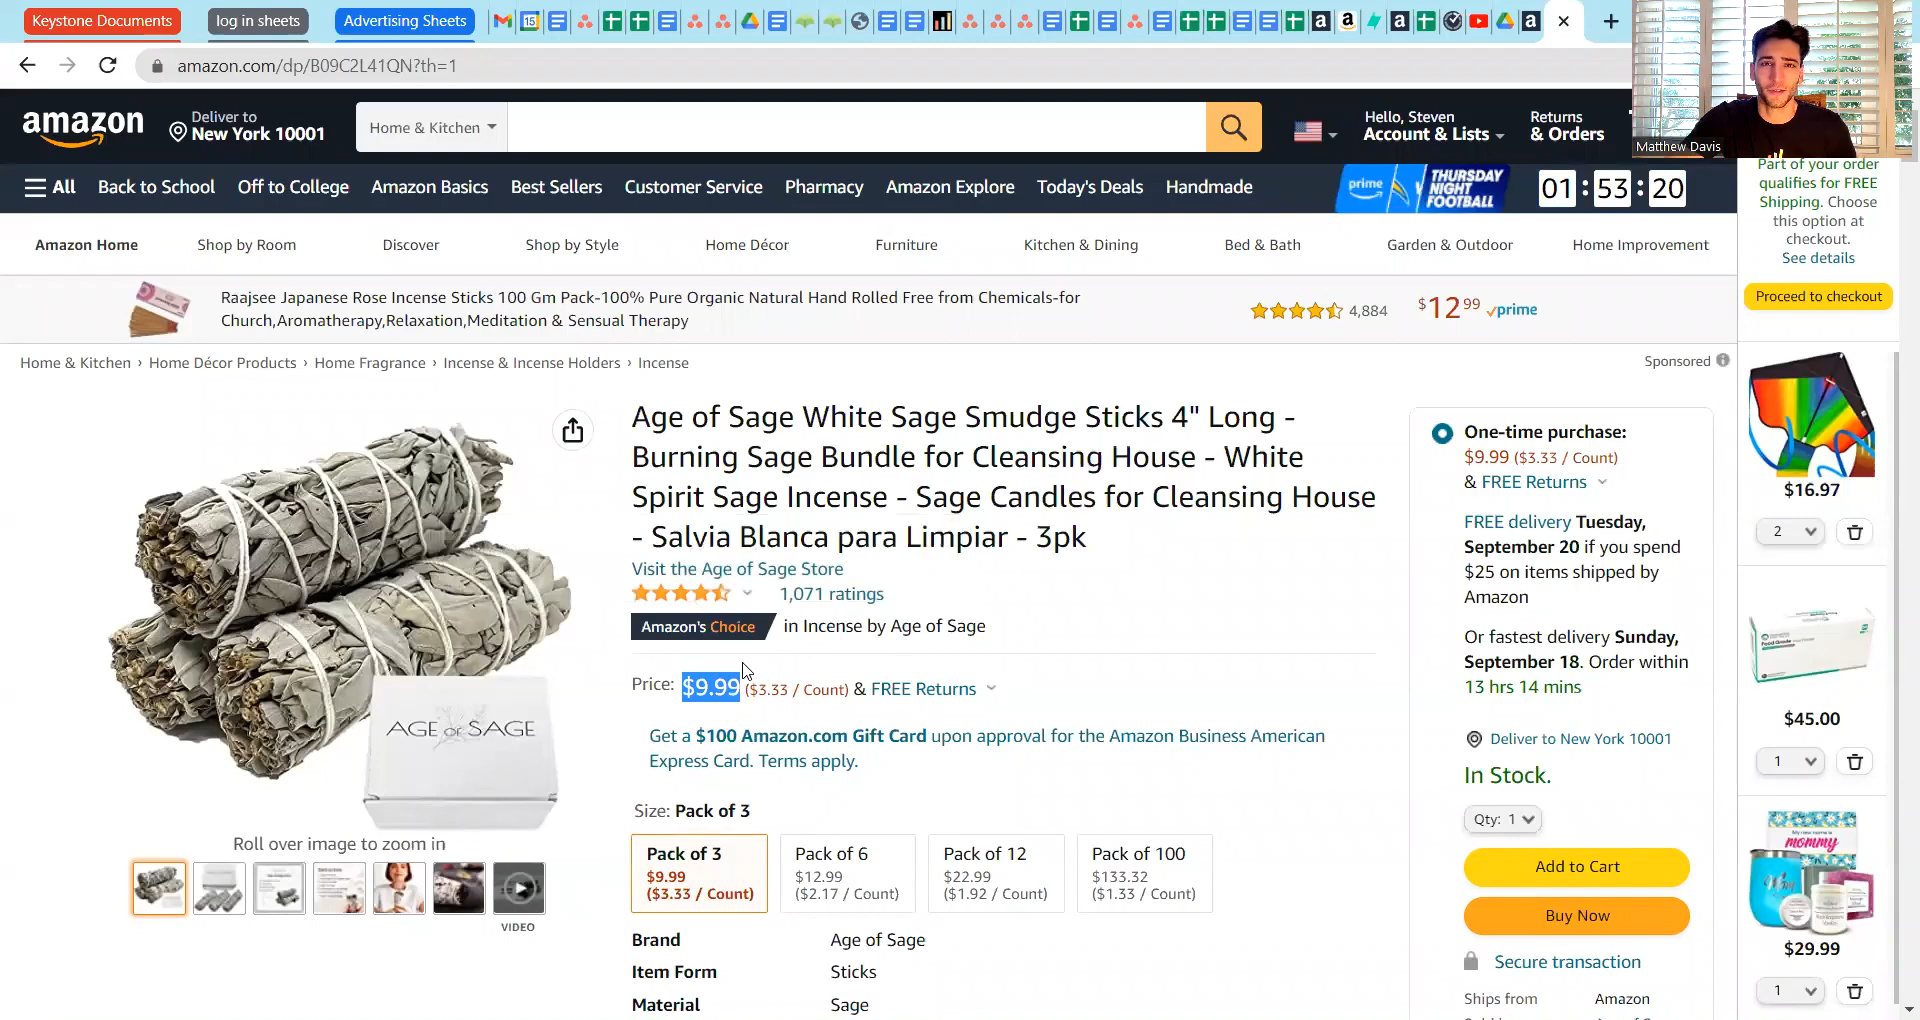 Keystone Documents
log in sheets
Advertising Sheets
amazon.com/dp/B09C2L41QN?th=1
Matthew Davis
amazon
Deliver to
New York 10001
Home & Kitchen
Hello, Steven
Account & Lists
Returns
& Orders
All
Back to School
Off to College
Amazon Basics
Best Sellers
Customer Service
Pharmacy
Amazon Explore
Today's Deals
Handmade
prime
THURSDAY
NIGHT
FOOTBALL
01 : 53 : 20
Amazon Home
Shop by Room
Discover
Shop by Style
Home Décor
Furniture
Kitchen & Dining
Bed & Bath
Garden & Outdoor
Home Improvement
Raajsee Japanese Rose Incense Sticks 100 Gm Pack-100% Pure Organic Natural Hand Rolled Free from Chemicals-for
Church,Aromatherapy,Relaxation,Meditation & Sensual Therapy
4,884
$12 99
prime
Home & Kitchen › Home Décor Products › Home Fragrance › Incense & Incense Holders › Incense
Sponsored
Age of Sage White Sage Smudge Sticks 4" Long -
Burning Sage Bundle for Cleansing House - White
Spirit Sage Incense - Sage Candles for Cleansing House
- Salvia Blanca para Limpiar - 3pk
Visit the Age of Sage Store
1,071 ratings
Amazon's Choice in Incense by Age of Sage
Price: $9.99 ($3.33 / Count) & FREE Returns
Get a $100 Amazon.com Gift Card upon approval for the Amazon Business American
Express Card. Terms apply.
Size: Pack of 3
Pack of 3
$9.99
($3.33 / Count)
Pack of 6
$12.99
($2.17 / Count)
Pack of 12
$22.99
($1.92 / Count)
Pack of 100
$133.32
($1.33 / Count)
Brand Age of Sage
Item Form Sticks
Material Sage
AGE OF SAGE
Roll over image to zoom in
VIDEO
One-time purchase:
$9.99 ($3.33 / Count)
& FREE Returns
FREE delivery Tuesday,
September 20 if you spend
$25 on items shipped by
Amazon
Or fastest delivery Sunday,
September 18. Order within
13 hrs 14 mins
Deliver to New York 10001
In Stock.
Qty: 1
Add to Cart
Buy Now
Secure transaction
Ships from Amazon
Part of your order
qualifies for FREE
Shipping. Choose
this option at
checkout.
See details
Proceed to checkout
$16.97
2
$45.00
1
mommy
$29.99
1